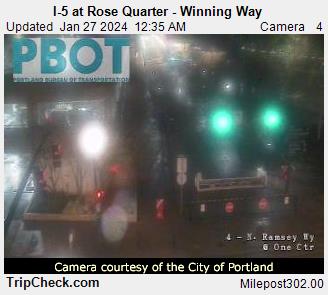 I-5 at Rose Quarter - Winning Way
Updated Jan 27 2024 12:35 AM Camera 4
PBOT
PORTLAND BUREAU OF TRANSPORTATION
4 - N. Ramsey Wy
@ One Ctr
Camera courtesy of the City of Portland
TripCheck.com Milepost302.00